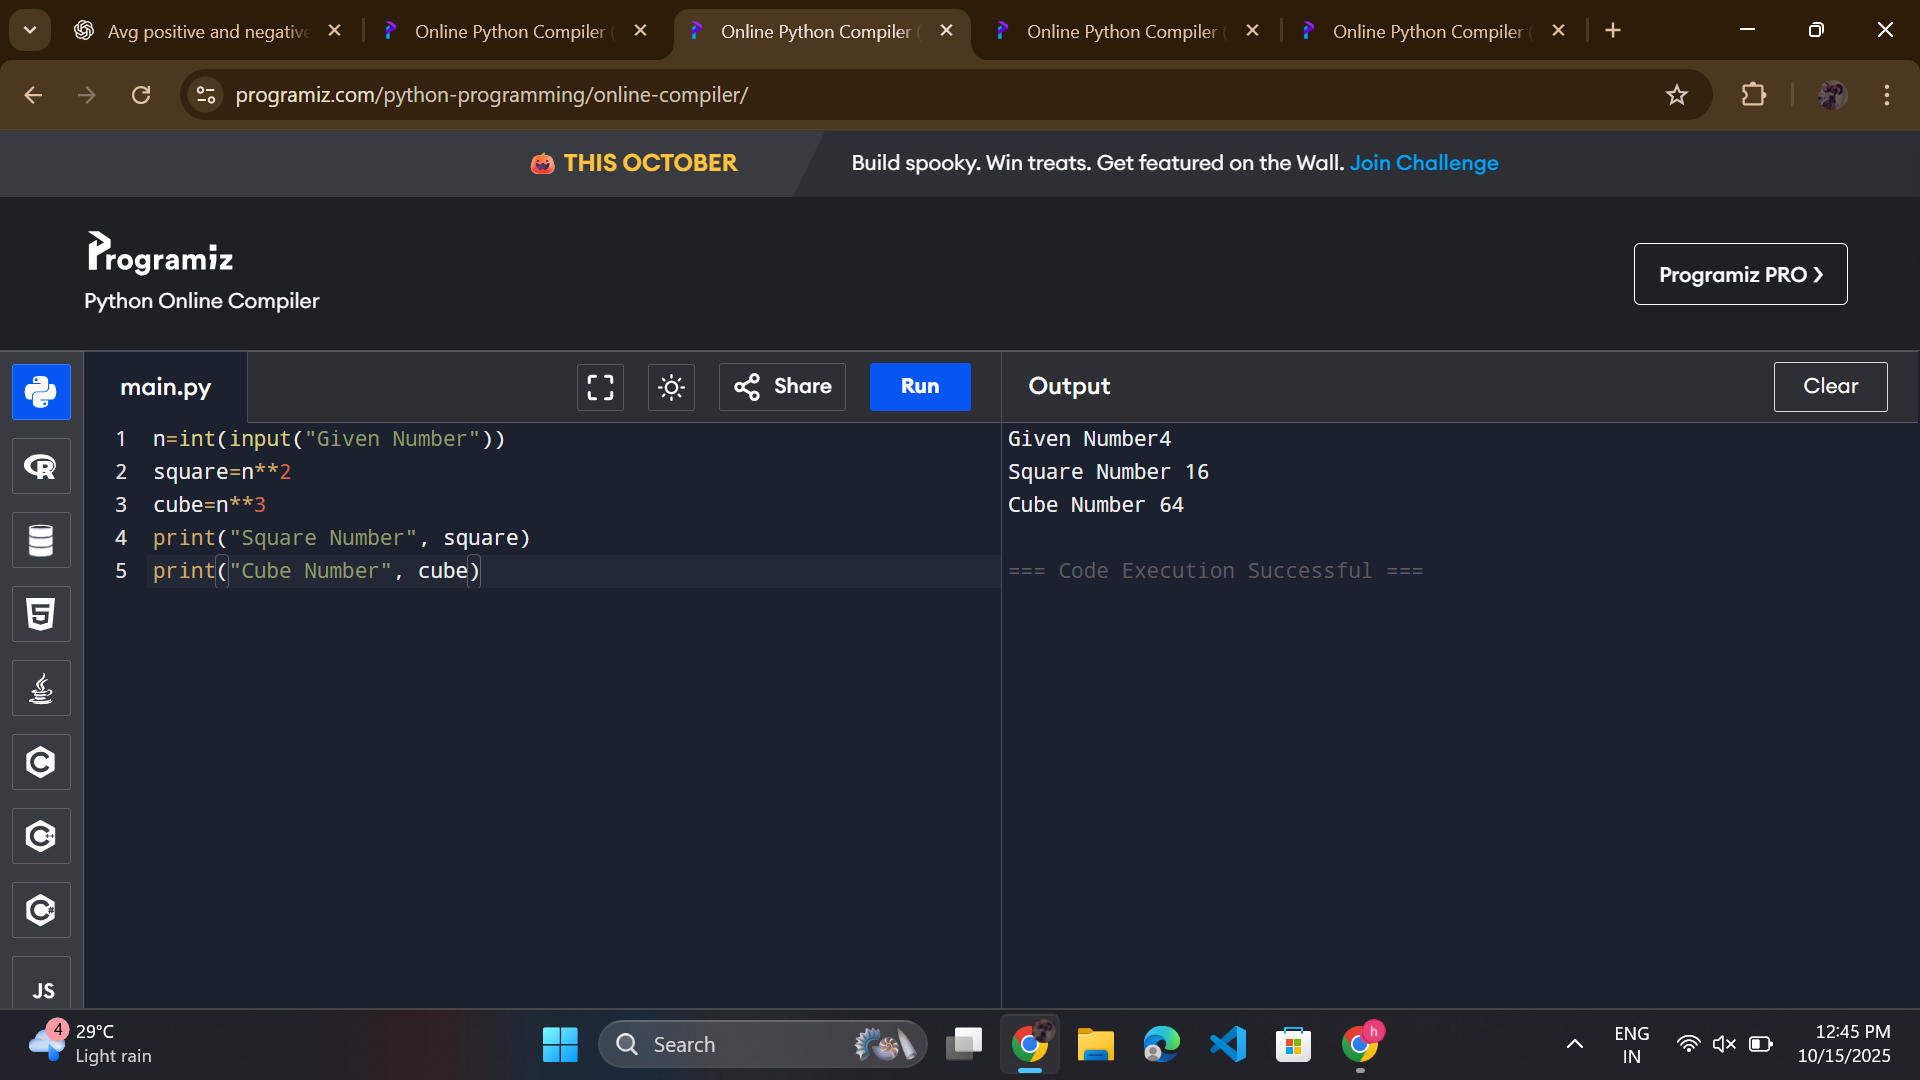 Avg positive and negativ
Online Python Compiler
Online Python Compiler
Online Python Compiler
Online Python Compiler
programiz.com/python-programming/online-compiler/
THIS OCTOBER
Build spooky. Win treats. Get featured on the Wall. Join Challenge
Programiz
Python Online Compiler
Programiz PRO ❯
main.py
Share
Run
Output
Clear
1 n=int(input("Given Number"))
2 square=n**2
3 cube=n**3
4 print("Square Number", square)
5 print("Cube Number", cube)
Given Number4
Square Number 16
Cube Number 64
=== Code Execution Successful ===
R
5
C
C++
C#
JS
4
29°C
Light rain
Search
h
ENG
IN
12:45 PM
10/15/2025